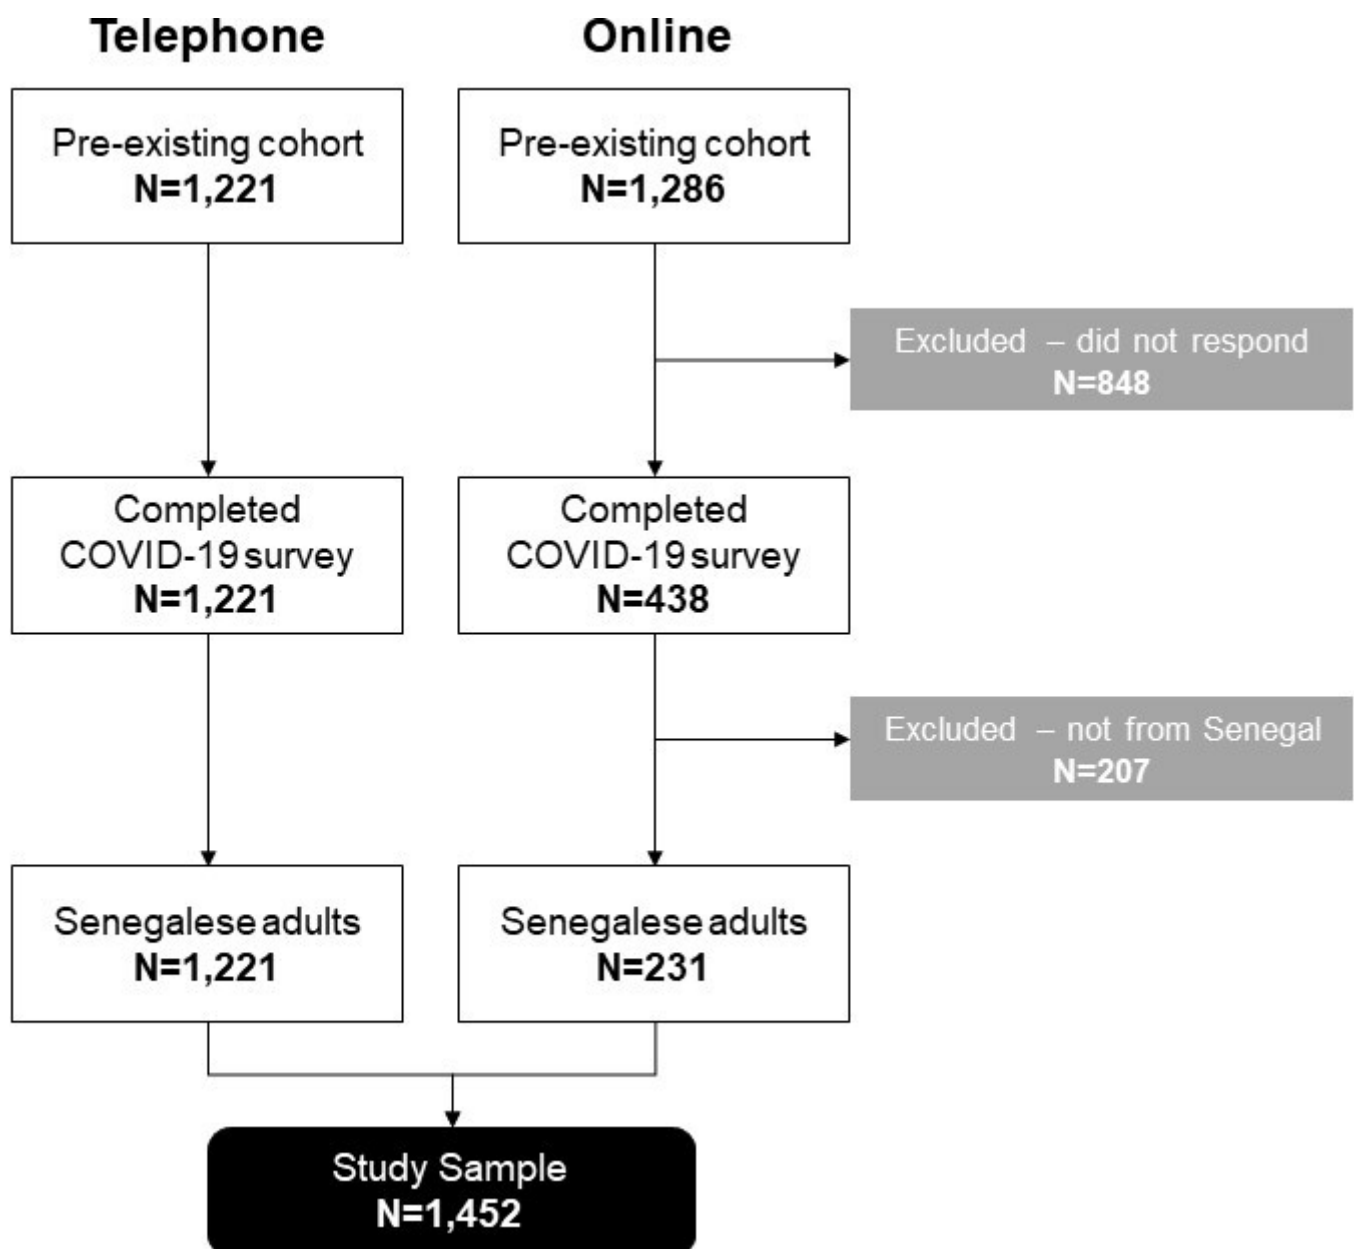 Telephone
Online
Pre-existing cohort
N=1,221
Pre-existing cohort
N=1,286
Excluded – did not respond
N=848
Completed
COVID-19 survey
N=1,221
Completed
COVID-19 survey
N=438
Excluded – not from Senegal
N=207
Senegalese adults
N=1,221
Senegalese adults
N=231
Study Sample
N=1,452